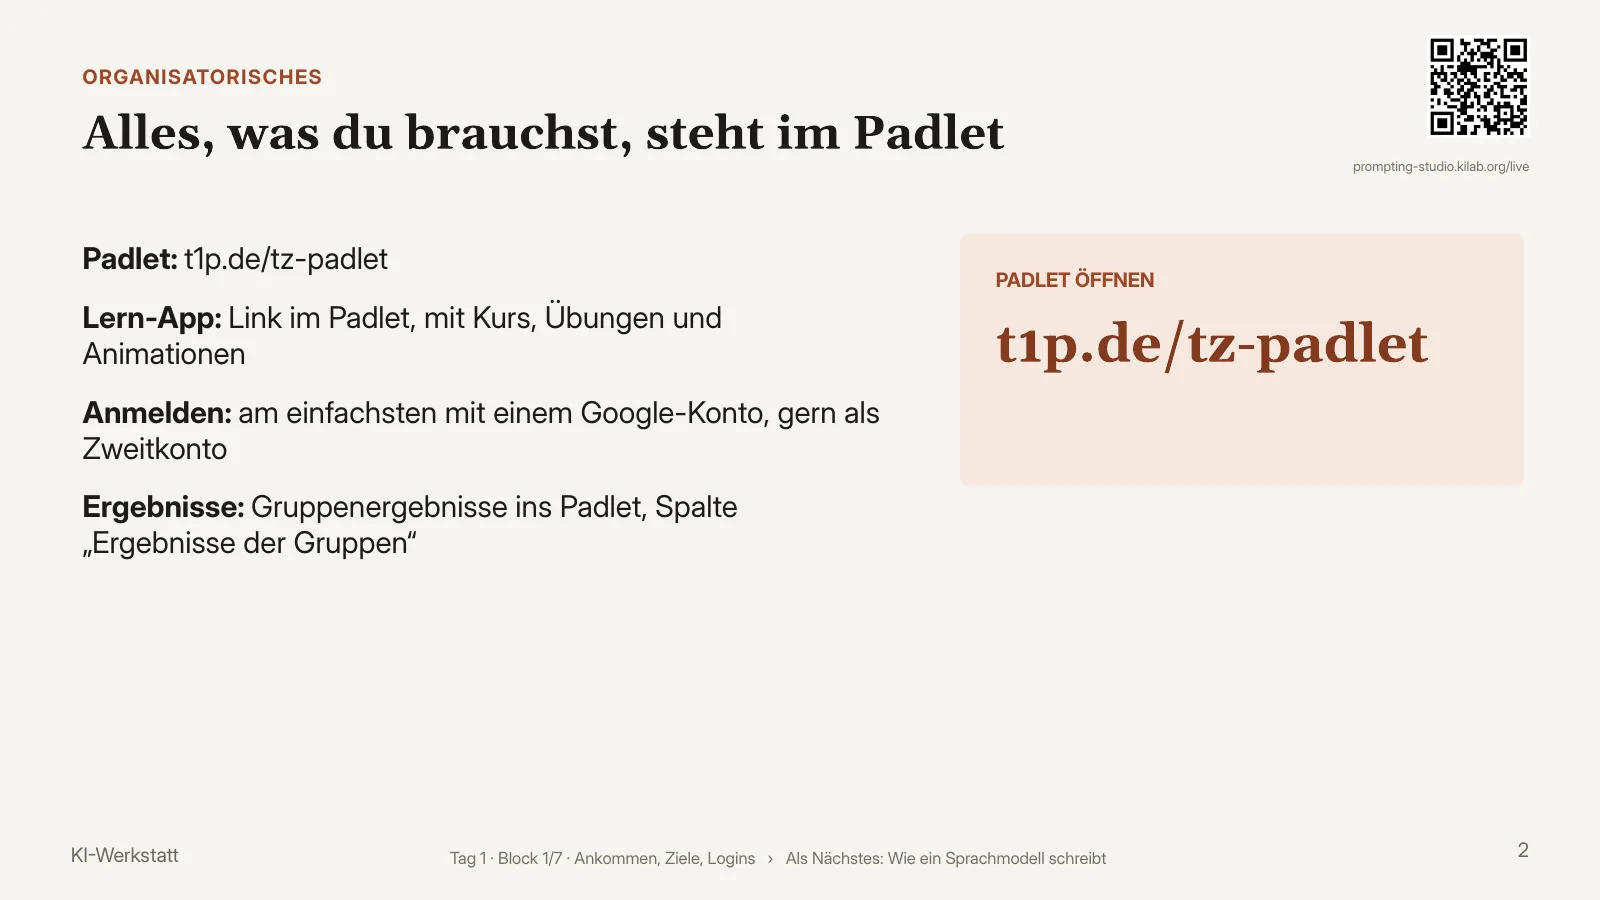 ORGANISATORISCHES
Alles, was du brauchst, steht im Padlet
prompting-studio.kilab.org/live
Padlet: t1p.de/tz-padlet
Lern-App: Link im Padlet, mit Kurs, Übungen und
Animationen
Anmelden: am einfachsten mit einem Google-Konto, gern als
Zweitkonto
Ergebnisse: Gruppenergebnisse ins Padlet, Spalte
„Ergebnisse der Gruppen“
PADLET ÖFFNEN
t1p.de/tz-padlet
KI-Werkstatt
Tag 1 · Block 1/7 · Ankommen, Ziele, Logins › Als Nächstes: Wie ein Sprachmodell schreibt
2